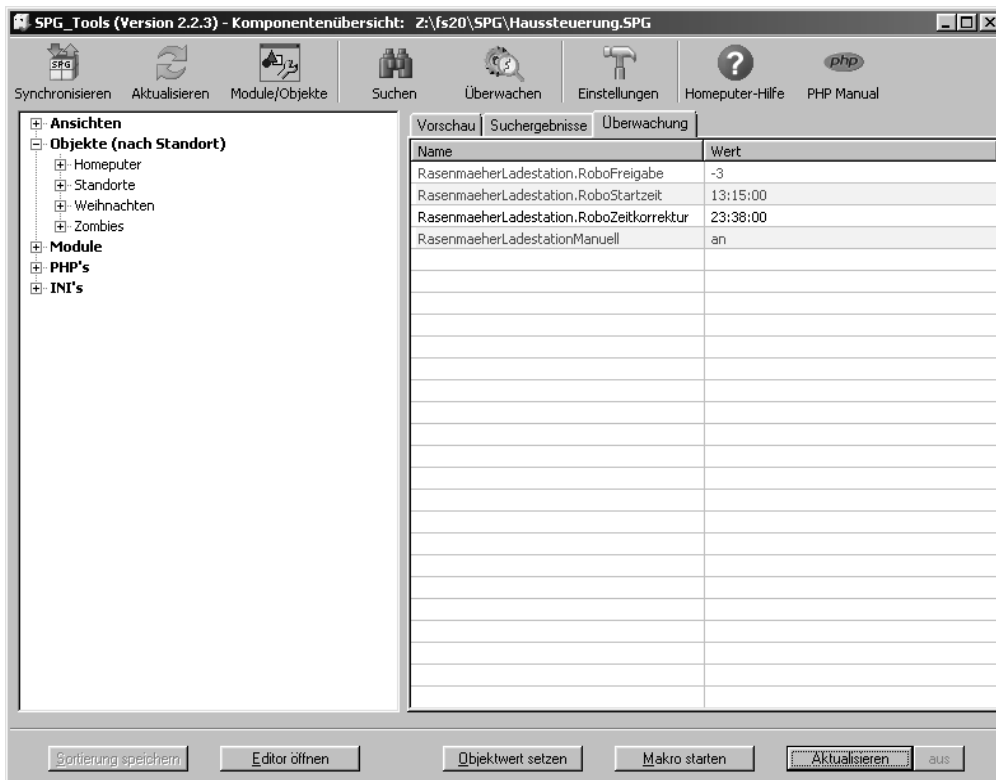 SPG_Tools (Version 2.2.3) - Komponentenübersicht: Z:\fs20\SPG\Haussteuerung.SPG
SPG
php
Synchronisieren Aktualisieren Module/Objekte Suchen Überwachen Einstellungen Homeputer-Hilfe PHP Manual
Ansichten
Objekte (nach Standort)
Homeputer
Standorte
Weihnachten
Zombies
Module
PHP's
INI's
Vorschau Suchergebnisse Überwachung
Name Wert
RasenmaeherLadestation.RoboFreigabe -3
RasenmaeherLadestation.RoboStartzeit 13:15:00
RasenmaeherLadestation.RoboZeitkorrektur 23:38:00
RasenmaeherLadestationManuell an
Sortierung speichern Editor öffnen Objektwert setzen Makro starten Aktualisieren aus